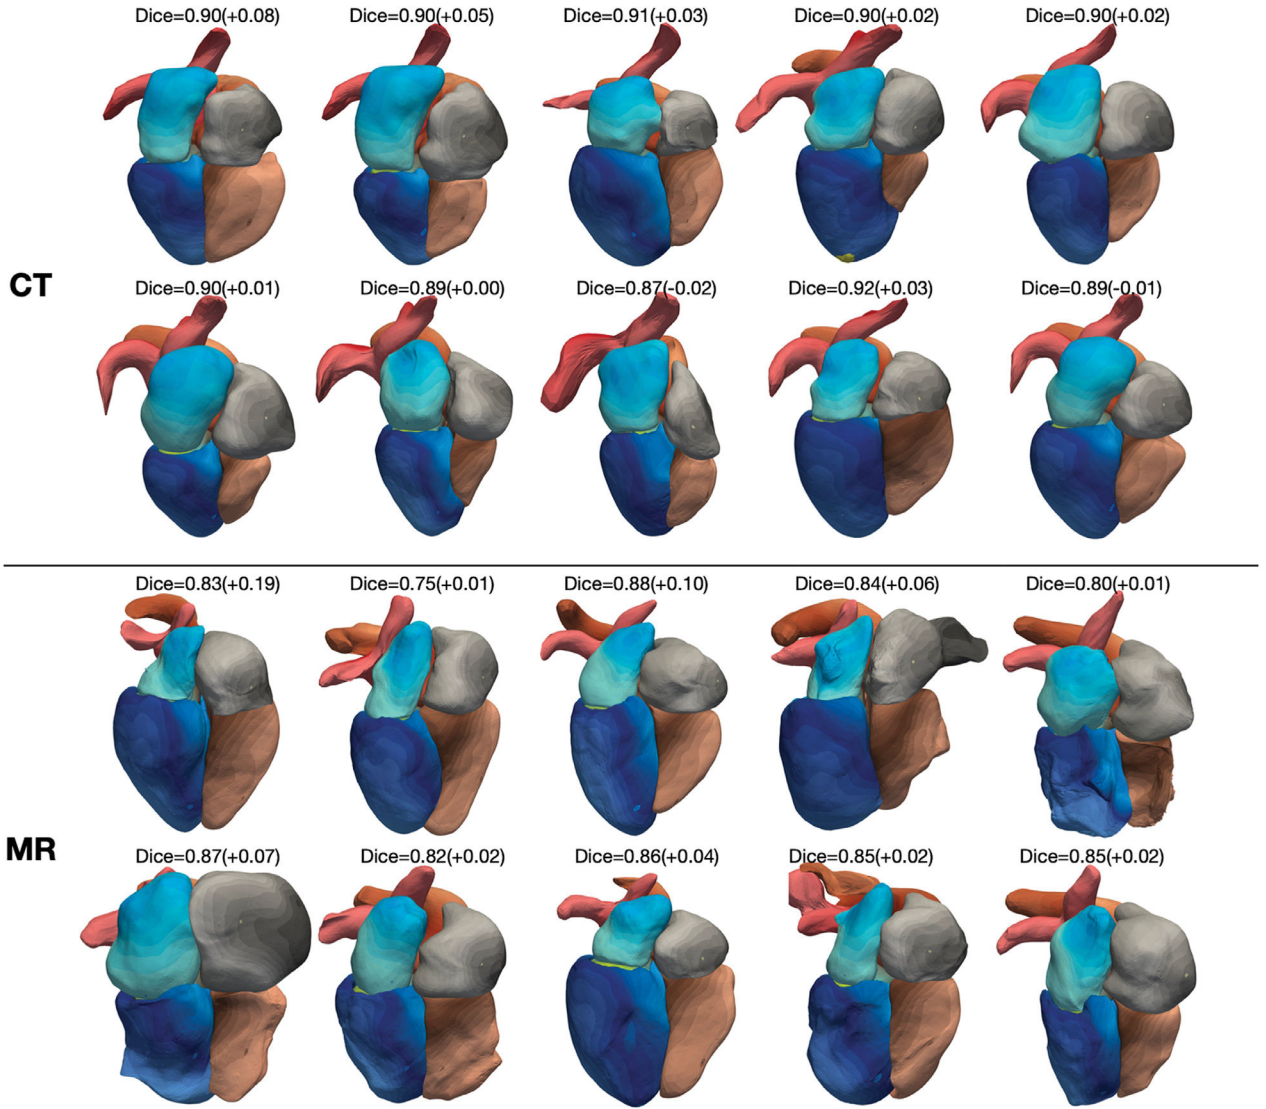 Dice=0.90(+0.08) Dice=0.90(+0.05) Dice=0.91(+0.03) Dice=0.90(+0.02) Dice=0.90(+0.02)
CT
Dice=0.90(+0.01) Dice=0.89(+0.00) Dice=0.87(-0.02) Dice=0.92(+0.03) Dice=0.89(-0.01)
Dice=0.83(+0.19) Dice=0.75(+0.01) Dice=0.88(+0.10) Dice=0.84(+0.06) Dice=0.80(+0.01)
MR
Dice=0.87(+0.07) Dice=0.82(+0.02) Dice=0.86(+0.04) Dice=0.85(+0.02) Dice=0.85(+0.02)